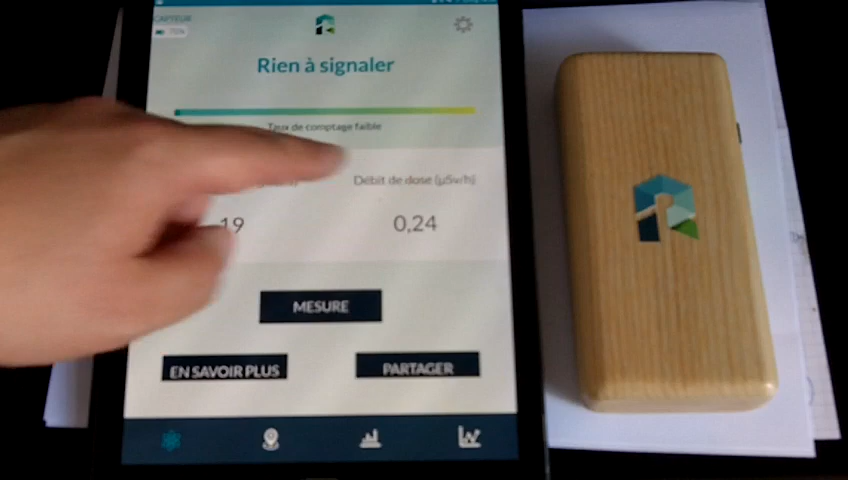 CAPTEUR
70%
Rien à signaler
Taux de comptage faible
Débit de dose (µSv/h)
19
0,24
MESURE
EN SAVOIR PLUS
PARTAGER